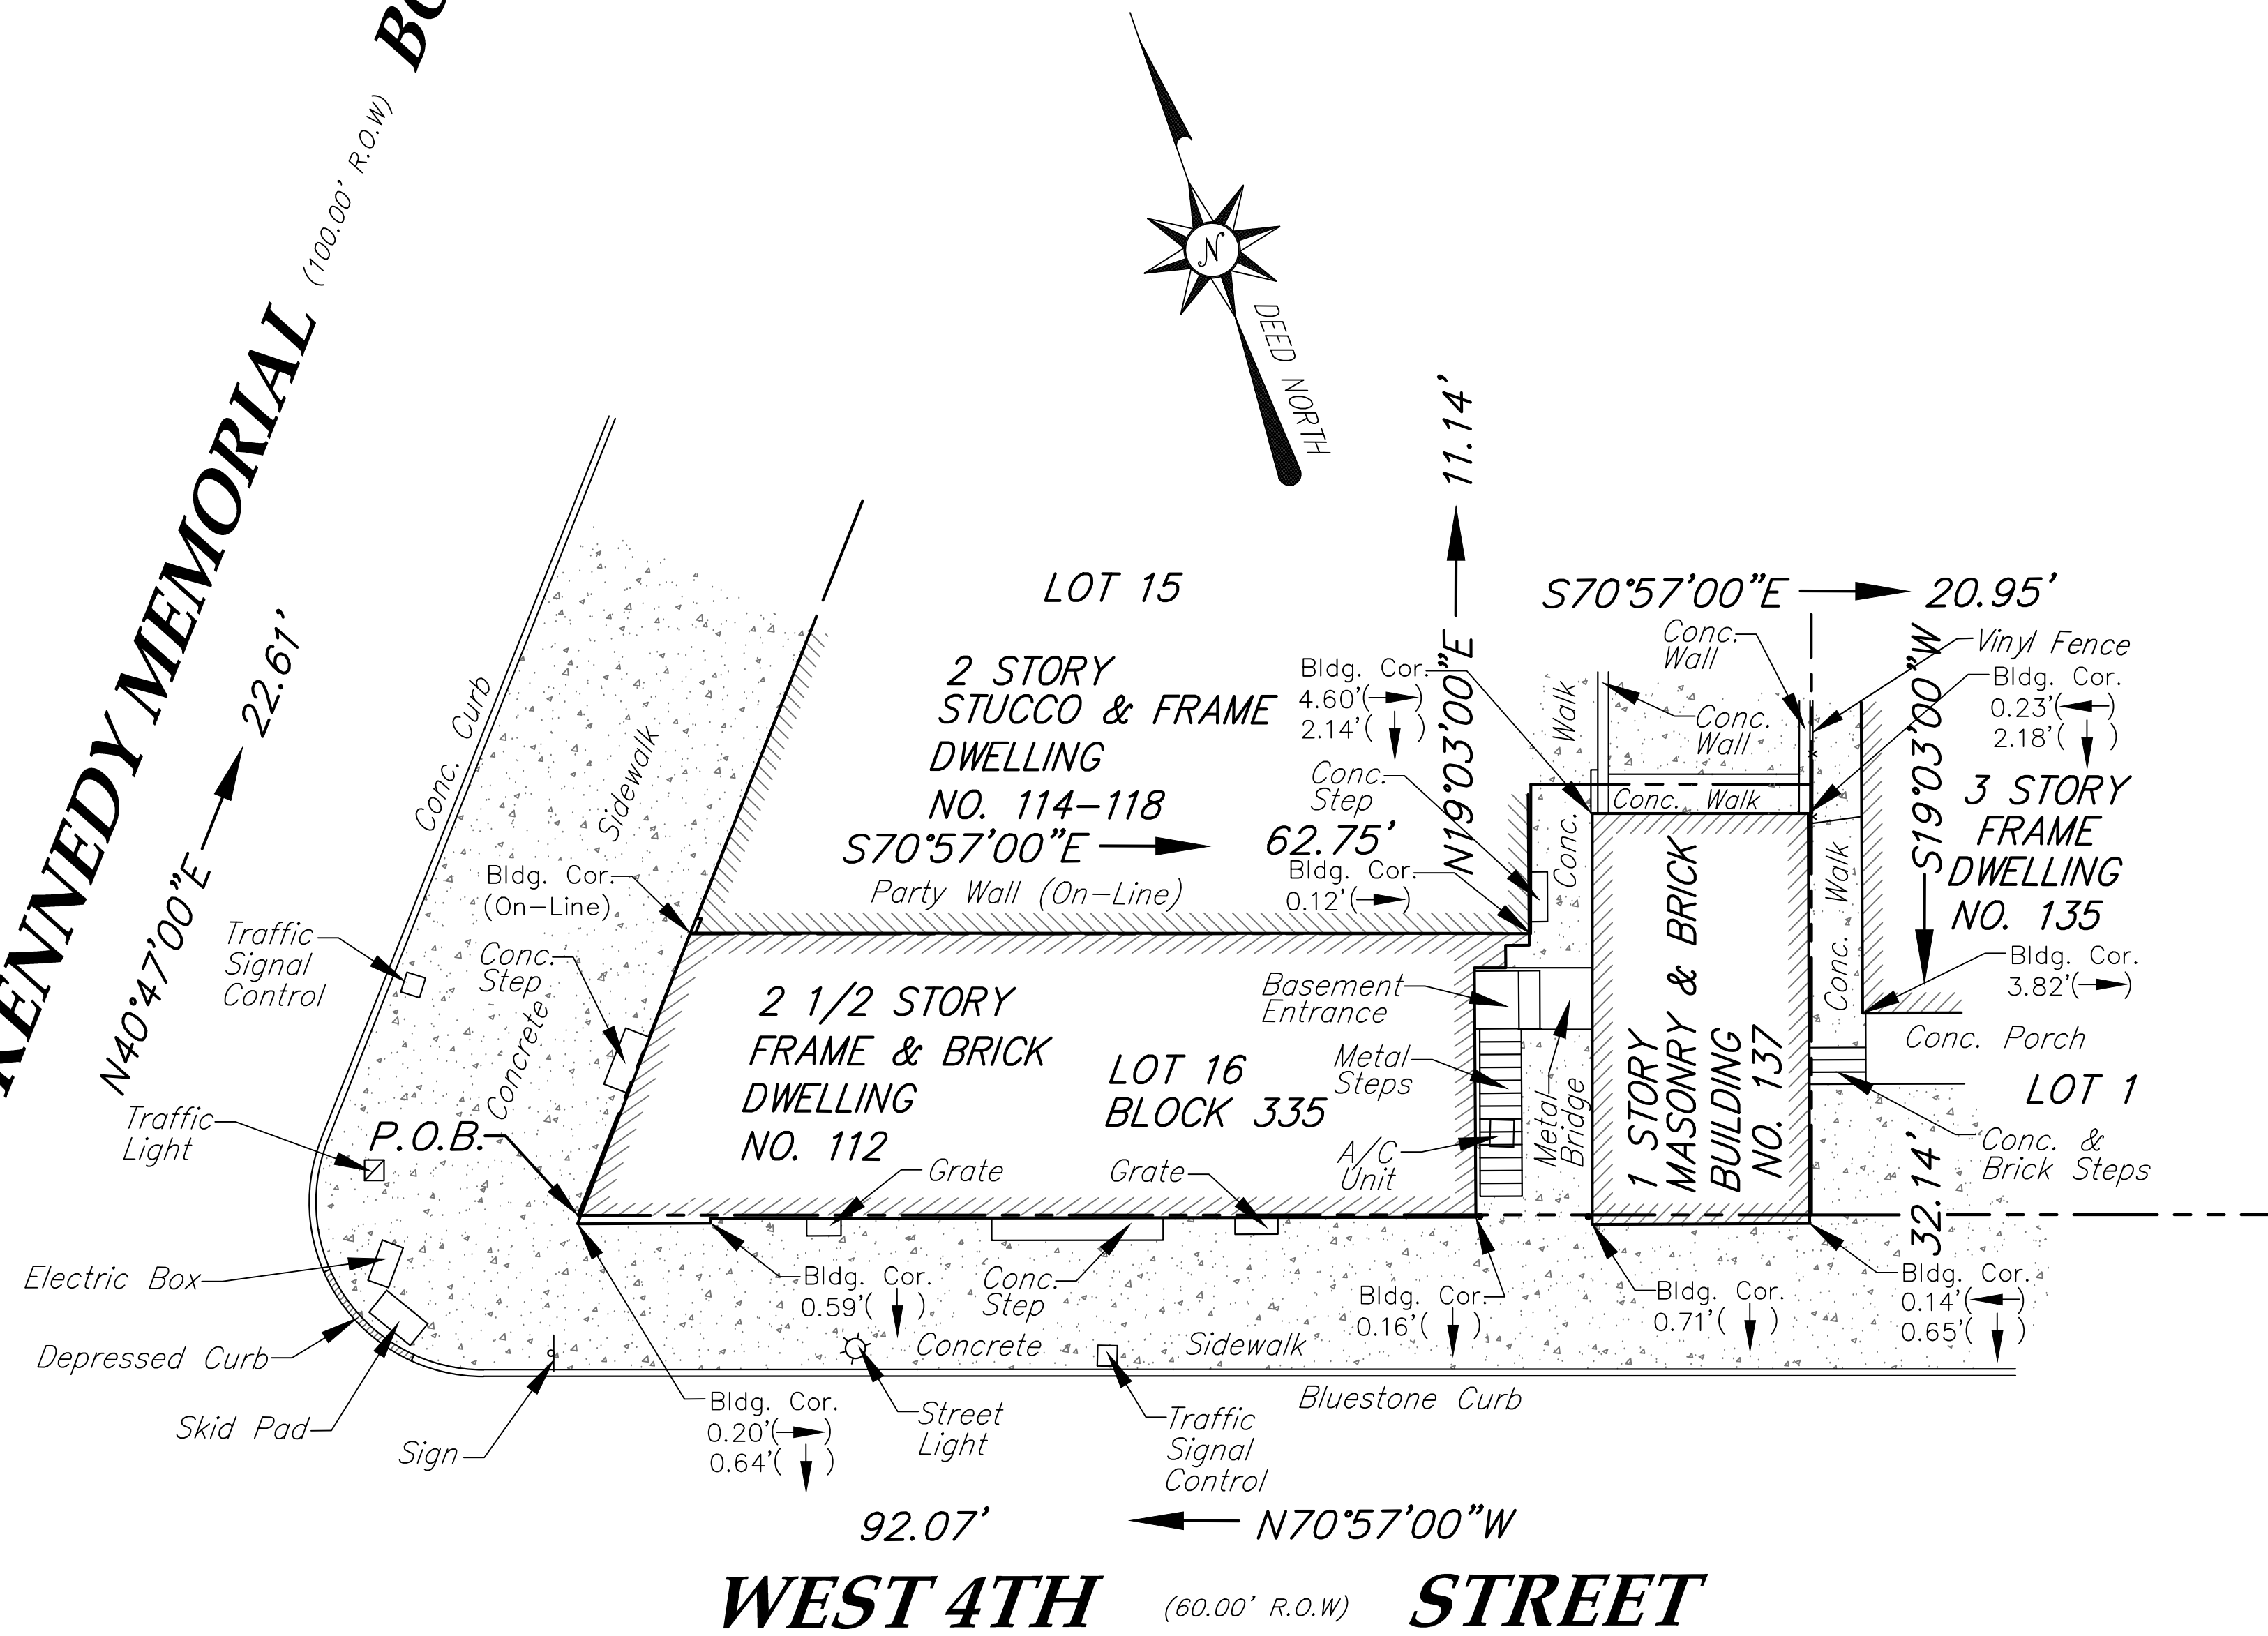 KENNEDY MEMORIAL
(100.00' R.O.W)
N40°47'00"E
22.61'
N
DEED NORTH
LOT 15
2 STORY
STUCCO & FRAME
DWELLING
NO. 114-118
S70°57'00"E
62.75'
Party Wall (On-Line)
Bldg. Cor.
4.60'( )
2.14'( )
Conc.
Step
Bldg. Cor.
0.12'( )
N19°03'00"E
11.14'
S70°57'00"E
20.95'
Conc.
Wall
Vinyl Fence
Conc.
Wall
Bldg. Cor.
0.23'( )
2.18'( )
S19°03'00"W
32.14'
3 STORY
FRAME
DWELLING
NO. 135
Bldg. Cor.
3.82'( )
Conc. Porch
LOT 1
Conc. &
Brick Steps
Conc. Walk
Conc. Walk
Conc. Walk
1 STORY
MASONRY & BRICK
BUILDING
NO. 137
Conc. Curb
Concrete Sidewalk
Bldg. Cor.
(On-Line)
Conc.
Step
Traffic
Signal
Control
Traffic
Light
P.O.B.
2 1/2 STORY
FRAME & BRICK
DWELLING
NO. 112
LOT 16
BLOCK 335
Grate
Grate
Basement
Entrance
Metal
Steps
A/C
Unit
Metal
Bridge
Electric Box
Depressed Curb
Skid Pad
Sign
Bldg. Cor.
0.59'( )
Conc.
Step
Bldg. Cor.
0.16'( )
Bldg. Cor.
0.71'( )
Bldg. Cor.
0.14'( )
0.65'( )
Concrete Sidewalk
Bluestone Curb
Bldg. Cor.
0.20'( )
0.64'( )
Street
Light
Traffic
Signal
Control
92.07'
N70°57'00"W
WEST 4TH (60.00' R.O.W) STREET